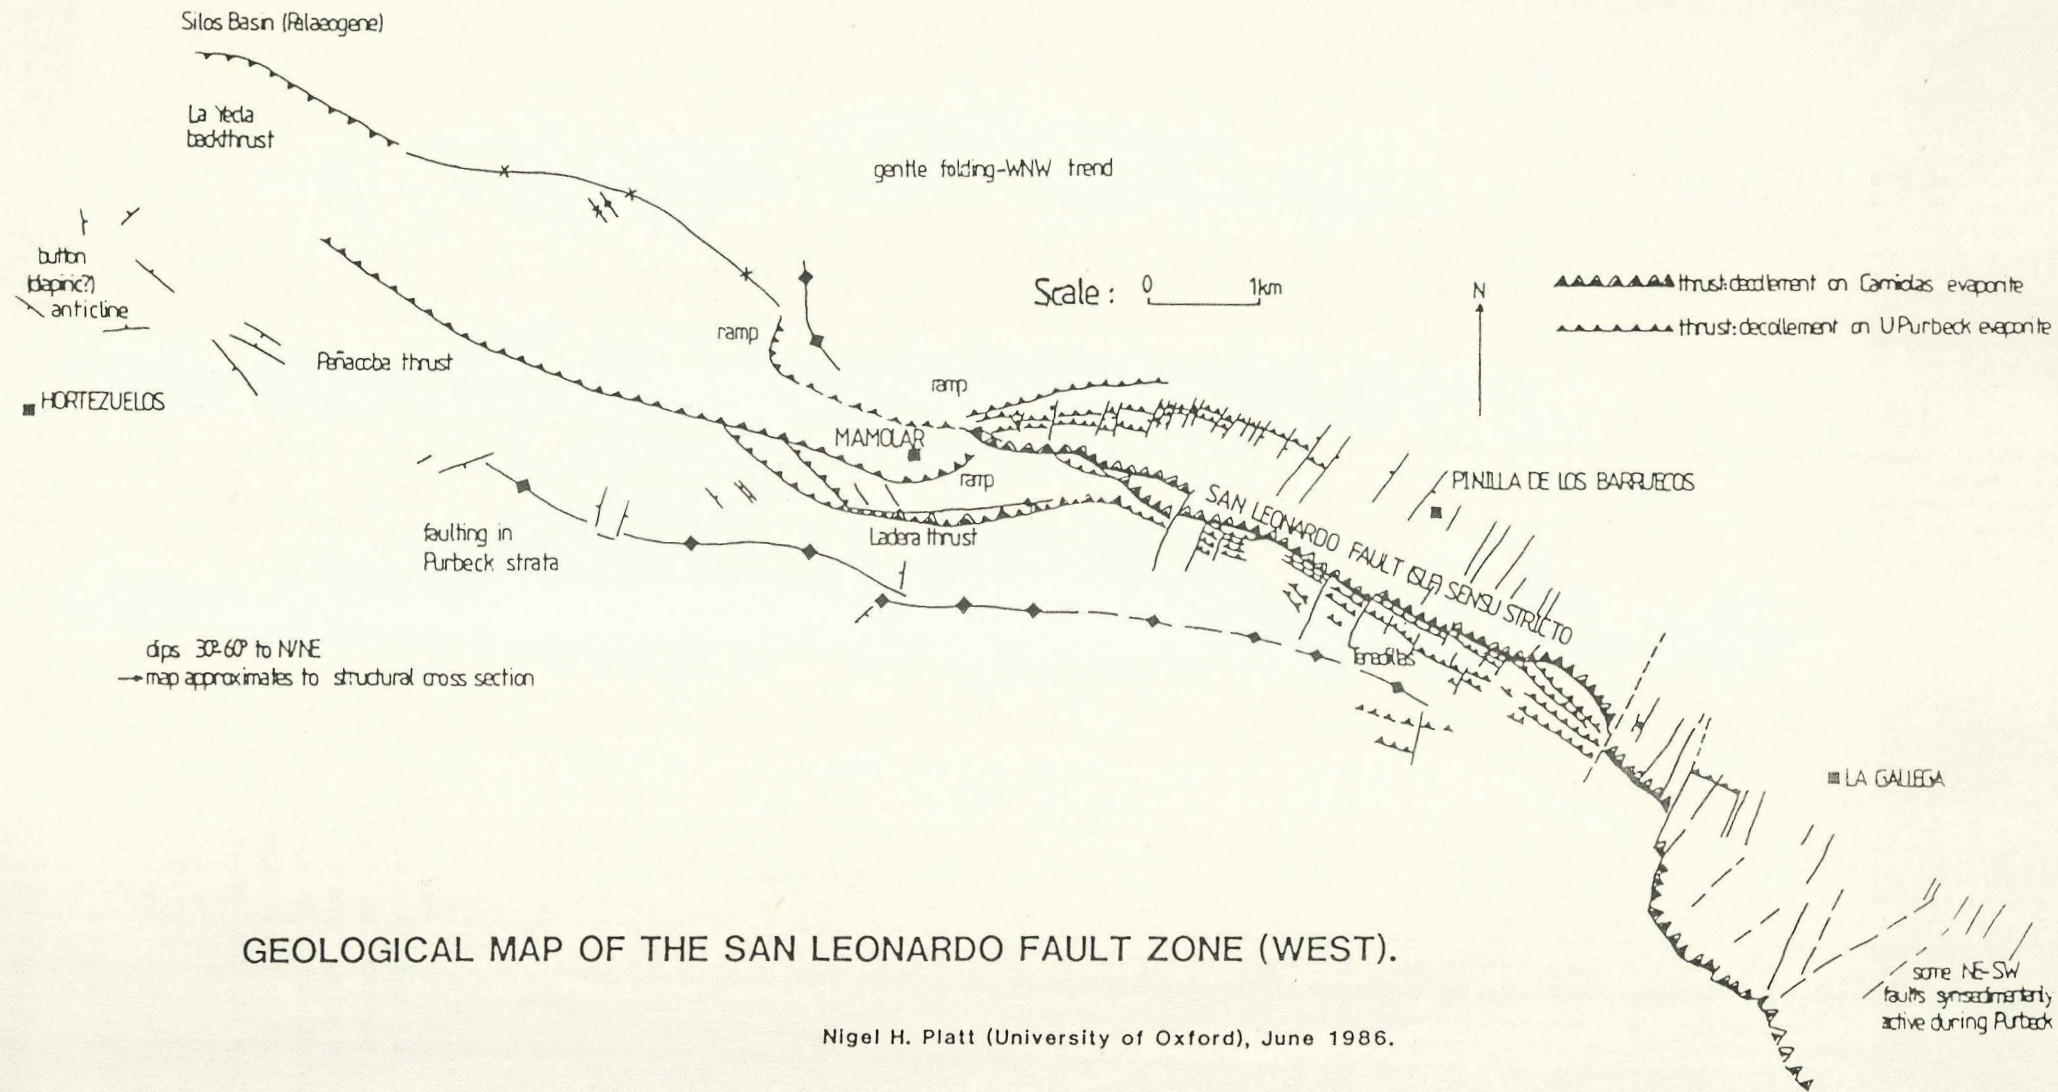 Silos Basin (Palaeogene)
La Yecla
backthrust
gentle folding-WNW trend
button
(diapiric?)
anticline
Scale :
0
1km
N
thrust:decollement on Carniolas evaporite
thrust:decollement on U Purbeck evaporite
ramp
Peñacoba thrust
ramp
HORTEZUELOS
MAMOLAR
ramp
PINILLA DE LOS BARRUECOS
SAN LEONARDO FAULT (SLF) SENSU STRICTO
faulting in
Purbeck strata
Ladera thrust
dips 30°-60° to N/NE
→map approximates to structural cross section
Tenadillas
LA GALLEGA
GEOLOGICAL MAP OF THE SAN LEONARDO FAULT ZONE (WEST).
some NE-SW
faults synsedimentarily
active during Purbeck
Nigel H. Platt (University of Oxford), June 1986.